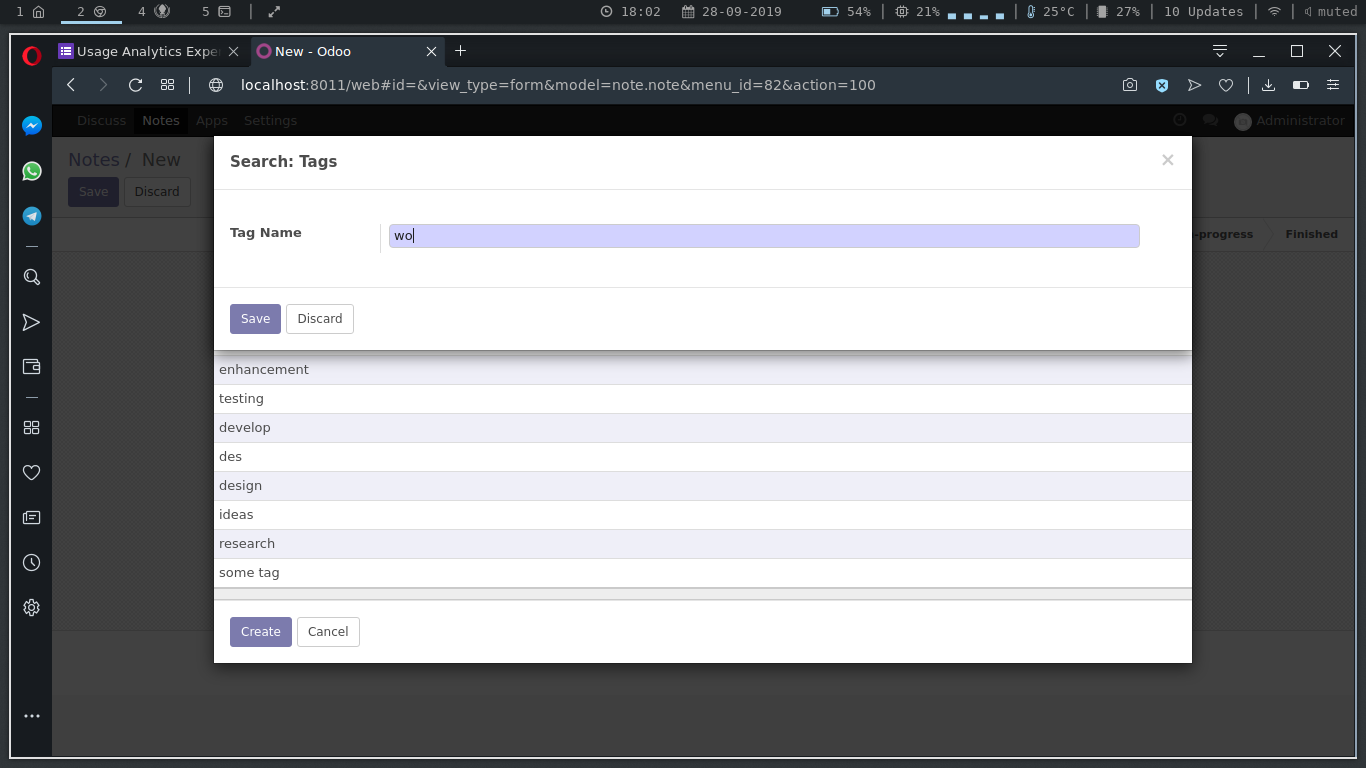 1 2 4 5 18:02 28-09-2019 54% 21% 25°C 27% 10 Updates muted
Usage Analytics Expe New - Odoo
localhost:8011/web#id=&view_type=form&model=note.note&menu_id=82&action=100
Discuss Notes Apps Settings Administrator
Notes / New
Save Discard
-progress Finished
Search: Tags ×
Tag Name wo
Save Discard
enhancement
testing
develop
des
design
ideas
research
some tag
Create Cancel